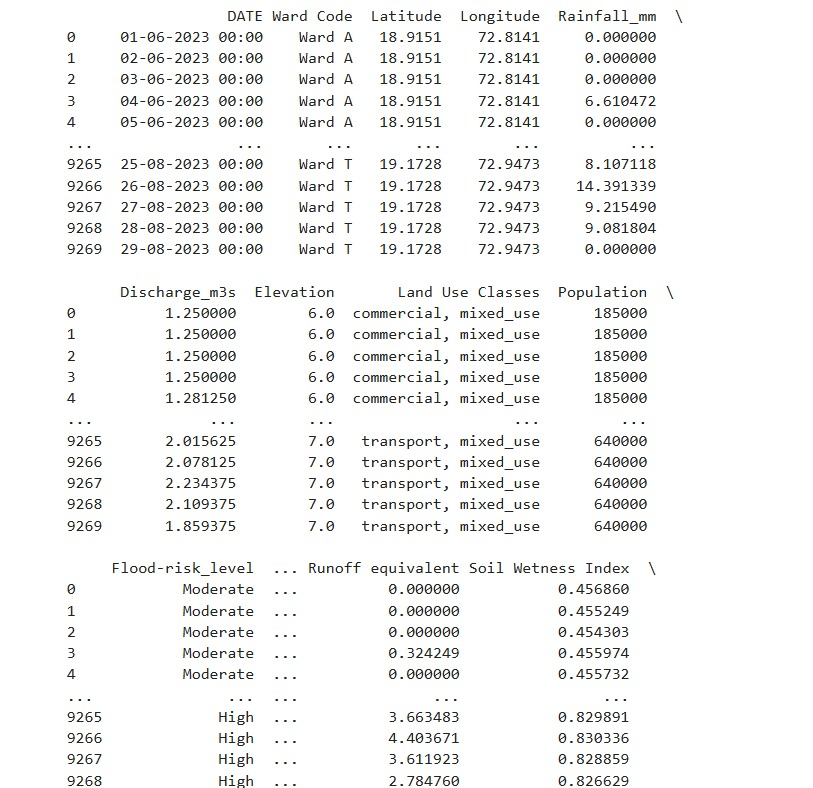 DATE Ward Code Latitude Longitude Rainfall_mm \
0 01-06-2023 00:00 Ward A 18.9151 72.8141 0.000000
1 02-06-2023 00:00 Ward A 18.9151 72.8141 0.000000
2 03-06-2023 00:00 Ward A 18.9151 72.8141 0.000000
3 04-06-2023 00:00 Ward A 18.9151 72.8141 6.610472
4 05-06-2023 00:00 Ward A 18.9151 72.8141 0.000000
... ... ... ... ... ...
9265 25-08-2023 00:00 Ward T 19.1728 72.9473 8.107118
9266 26-08-2023 00:00 Ward T 19.1728 72.9473 14.391339
9267 27-08-2023 00:00 Ward T 19.1728 72.9473 9.215490
9268 28-08-2023 00:00 Ward T 19.1728 72.9473 9.081804
9269 29-08-2023 00:00 Ward T 19.1728 72.9473 0.000000
Discharge_m3s Elevation Land Use Classes Population \
0 1.250000 6.0 commercial, mixed_use 185000
1 1.250000 6.0 commercial, mixed_use 185000
2 1.250000 6.0 commercial, mixed_use 185000
3 1.250000 6.0 commercial, mixed_use 185000
4 1.281250 6.0 commercial, mixed_use 185000
... ... ... ... ...
9265 2.015625 7.0 transport, mixed_use 640000
9266 2.078125 7.0 transport, mixed_use 640000
9267 2.234375 7.0 transport, mixed_use 640000
9268 2.109375 7.0 transport, mixed_use 640000
9269 1.859375 7.0 transport, mixed_use 640000
Flood-risk_level ... Runoff equivalent Soil Wetness Index \
0 Moderate ... 0.000000 0.456860
1 Moderate ... 0.000000 0.455249
2 Moderate ... 0.000000 0.454303
3 Moderate ... 0.324249 0.455974
4 Moderate ... 0.000000 0.455732
... ... ... ... ...
9265 High ... 3.663483 0.829891
9266 High ... 4.403671 0.830336
9267 High ... 3.611923 0.828859
9268 High ... 2.784760 0.826629